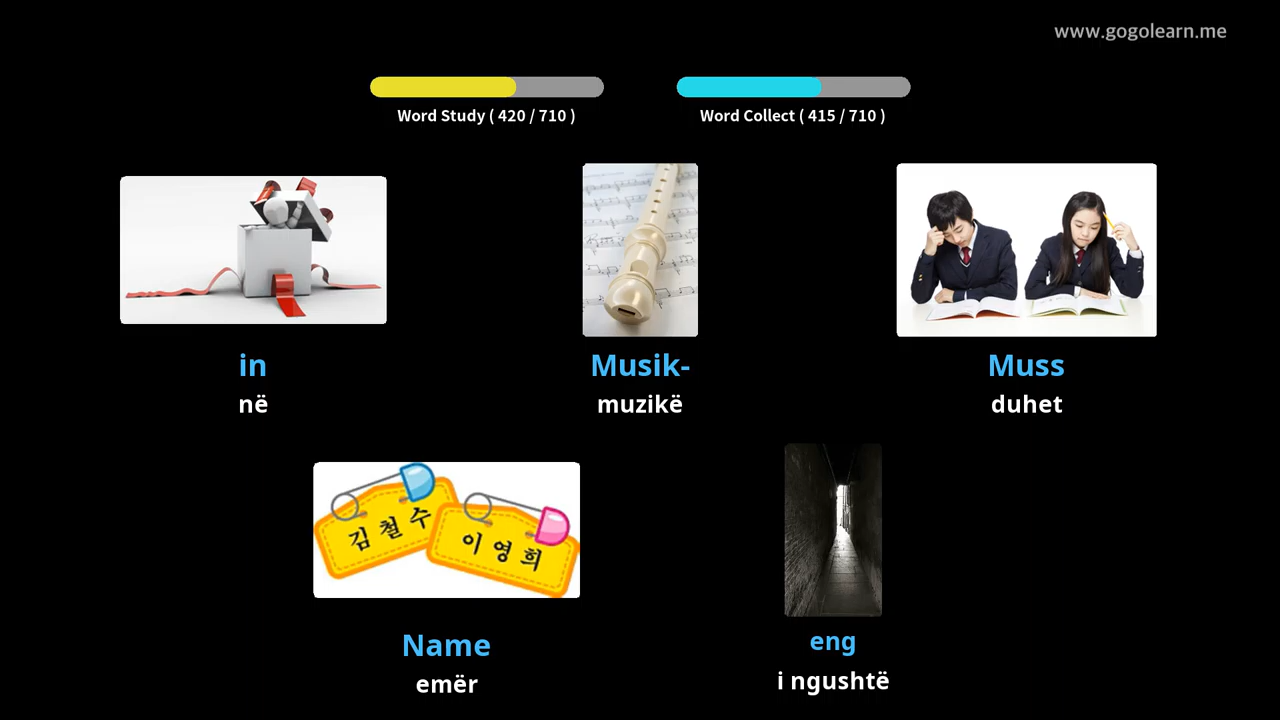 www.gogolearn.me
Word Study ( 420 / 710 )
Word Collect ( 415 / 710 )
in
në
Musik-
muzikë
Muss
duhet
김철수
이영희
Name
emër
eng
i ngushtë